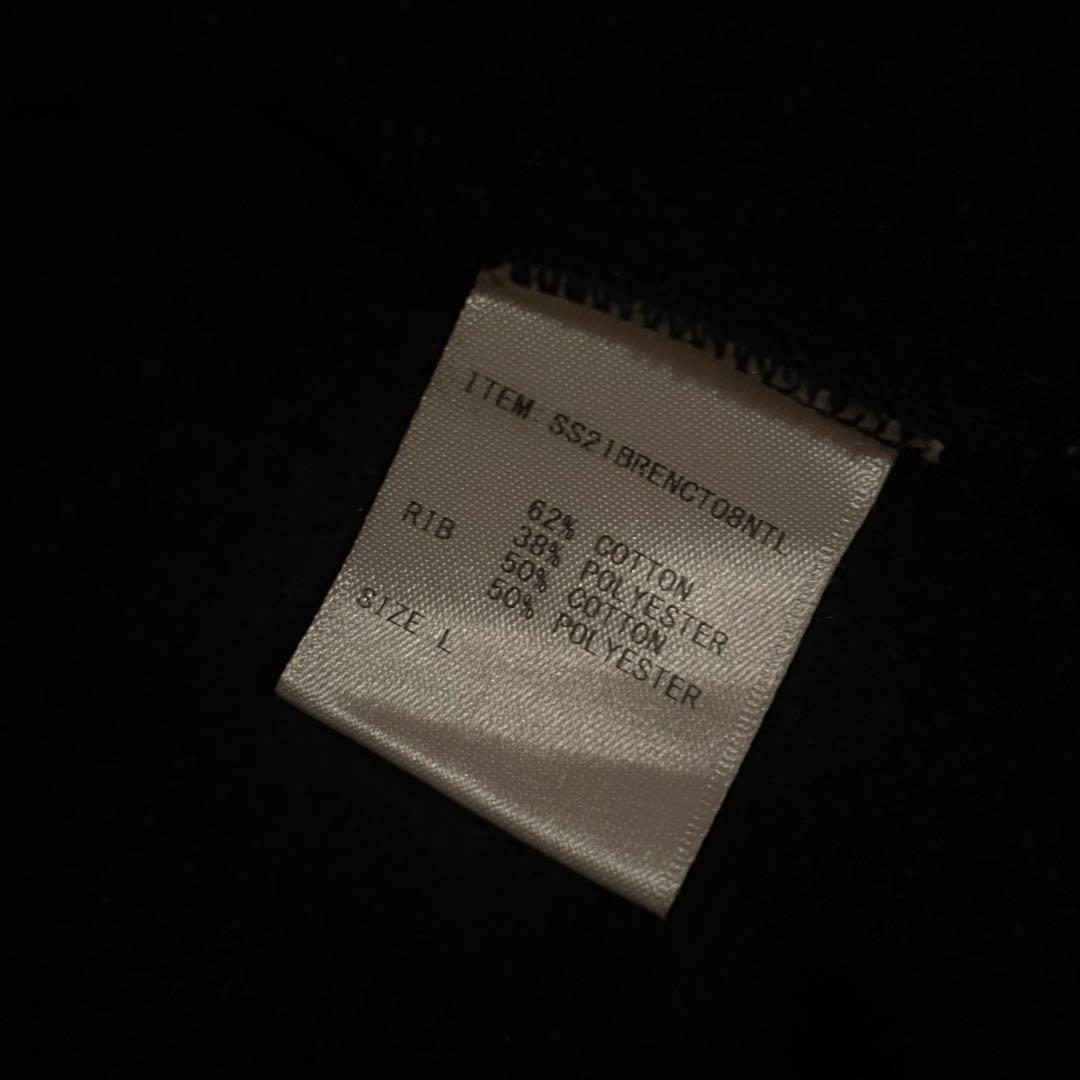 ITEM- SS21BRENCT08NTL
62% COTTON
38% POLYESTER
RIB 50% COTTON
50% POLYESTER
SIZE L